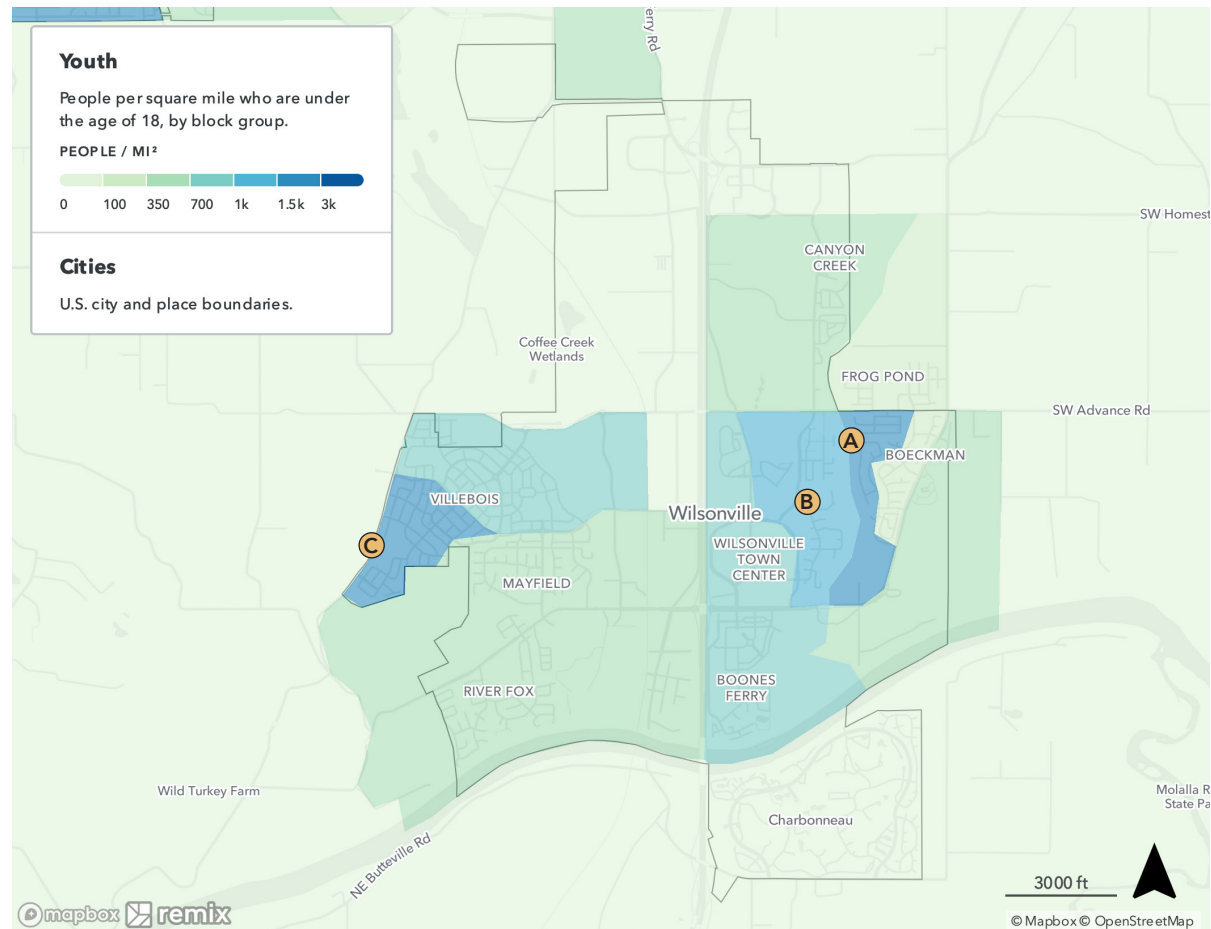 Youth
People per square mile who are under
the age of 18, by block group.
PEOPLE / MI²
0 100 350 700 1k 1.5k 3k
Cities
U.S. city and place boundaries.
erry Rd
SW Homest
CANYON
CREEK
Coffee Creek
Wetlands
FROG POND
SW Advance Rd
A
BOECKMAN
VILLEBOIS
B
Wilsonville
C
WILSONVILLE
TOWN
CENTER
MAYFIELD
BOONES
FERRY
RIVER FOX
Wild Turkey Farm
Molalla R
State Pa
Charbonneau
NE Butteville Rd
3000 ft
mapbox remix
© Mapbox © OpenStreetMap